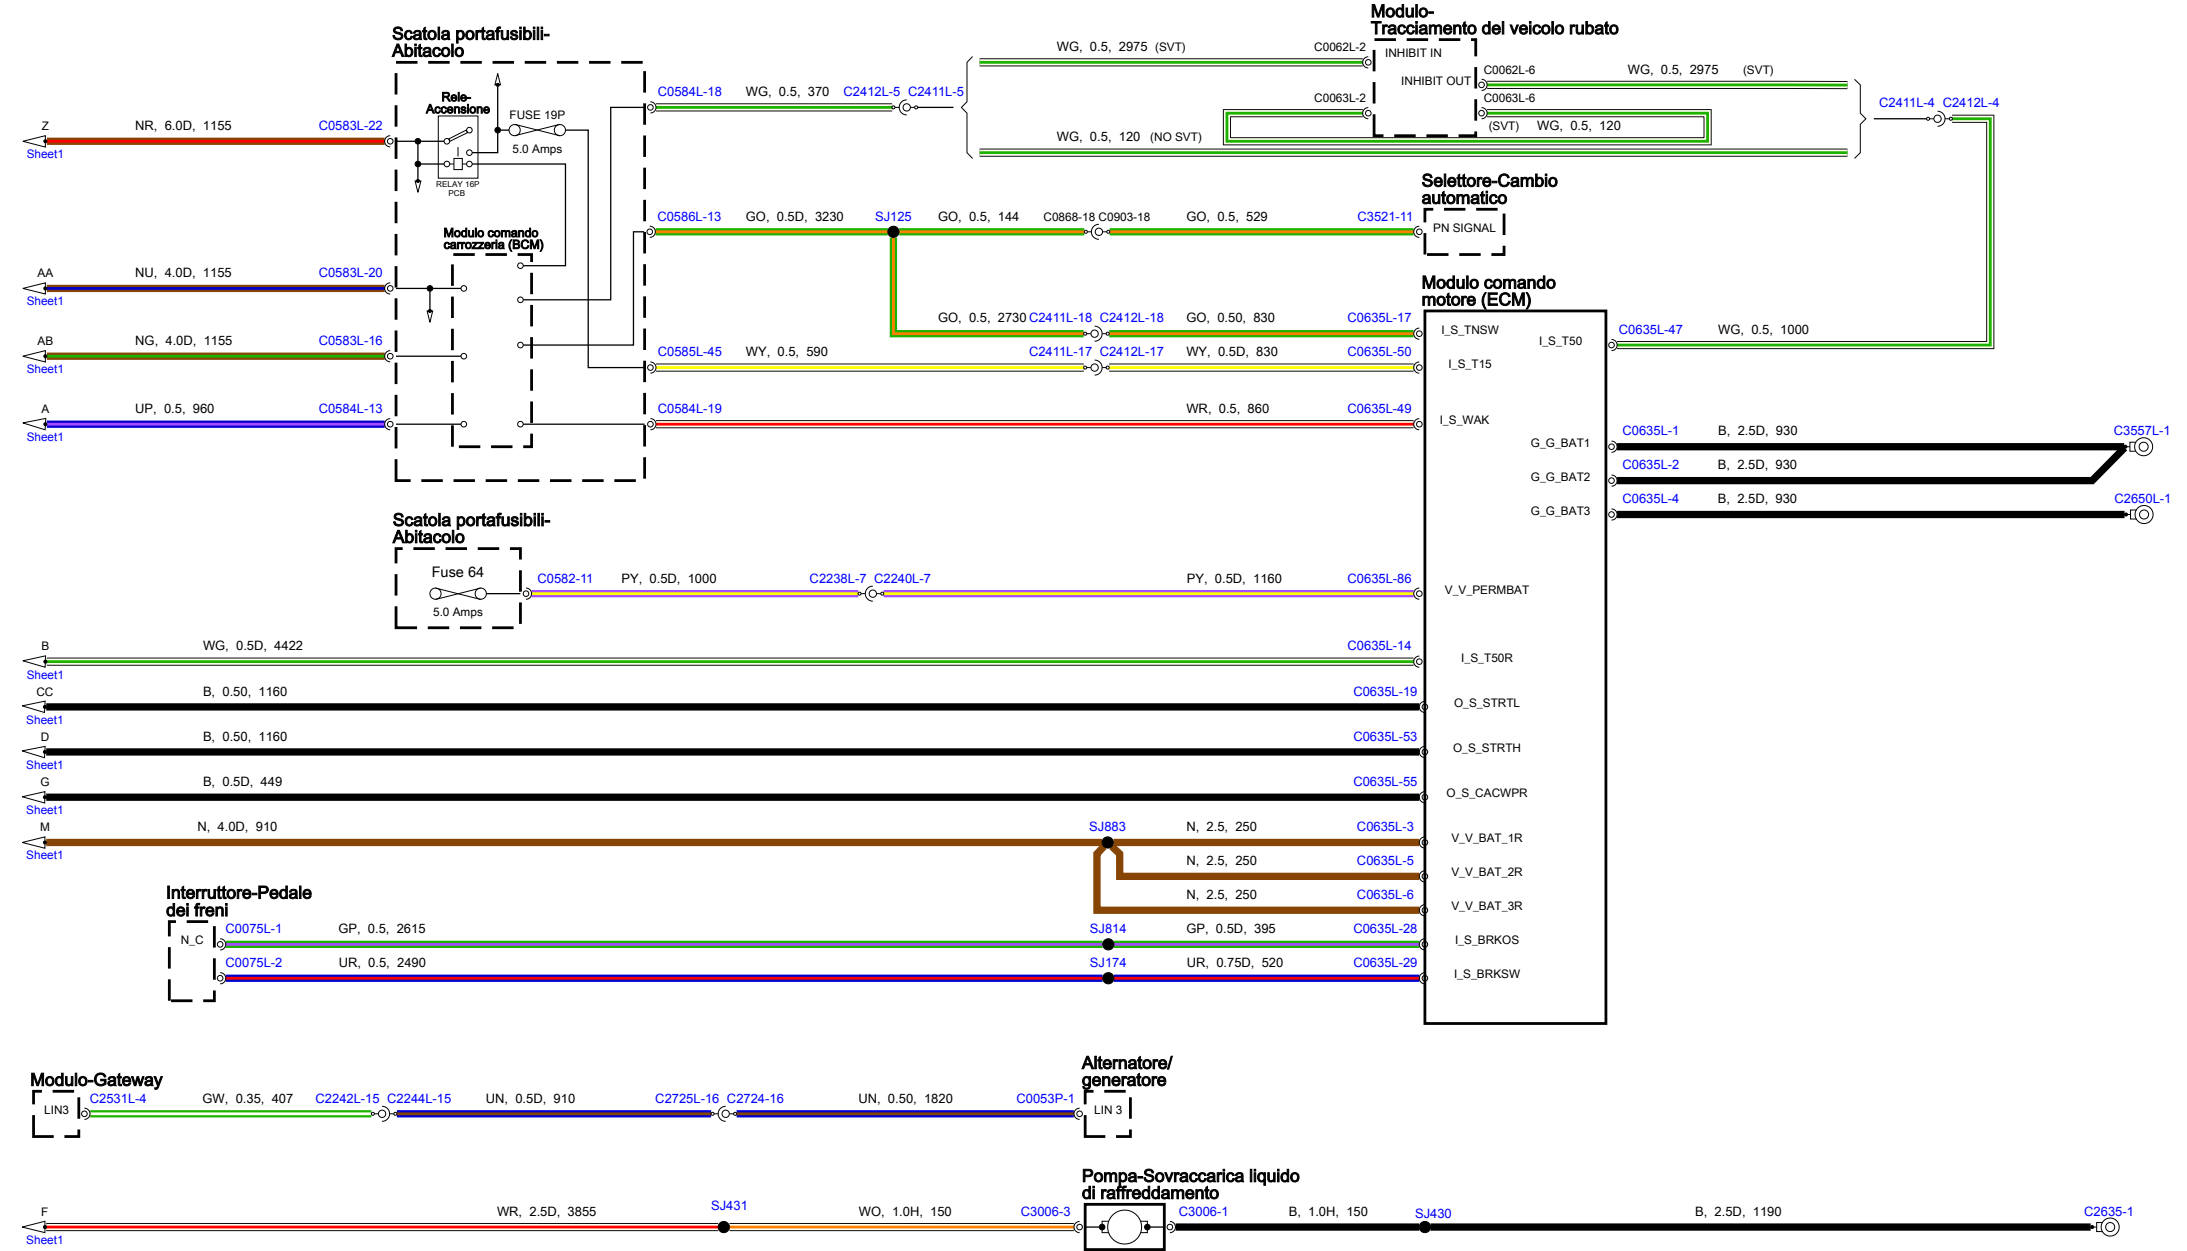 Modulo-
Tracciamento del veicolo rubato
Scatola portafusibili-
Abitacolo
WG, 0.5, 2975 (SVT)
C0062L-2
INHIBIT IN
C0062L-6
WG, 0.5, 2975 (SVT)
INHIBIT OUT
Rele-
Accensione
FUSE 19P
5.0 Amps
RELAY 16P
PCB
C0584L-18
WG, 0.5, 370
C2412L-5
C2411L-5
C0063L-2
C0063L-6
(SVT) WG, 0.5, 120
C2411L-4
C2412L-4
WG, 0.5, 120 (NO SVT)
Z
NR, 6.0D, 1155
C0583L-22
Sheet1
Selettore-Cambio
automatico
C0586L-13
GO, 0.5D, 3230
SJ125
GO, 0.5, 144
C0868-18
C0903-18
GO, 0.5, 529
C3521-11
PN SIGNAL
Modulo comando
carrozzeria (BCM)
AA
NU, 4.0D, 1155
C0583L-20
Sheet1
Modulo comando
motore (ECM)
GO, 0.5, 2730
C2411L-18
C2412L-18
GO, 0.50, 830
C0635L-17
I_S_TNSW
I_S_T50
C0635L-47
WG, 0.5, 1000
AB
NG, 4.0D, 1155
C0583L-16
Sheet1
C0585L-45
WY, 0.5, 590
C2411L-17
C2412L-17
WY, 0.5D, 830
C0635L-50
I_S_T15
A
UP, 0.5, 960
C0584L-13
Sheet1
C0584L-19
WR, 0.5, 860
C0635L-49
I_S_WAK
G_G_BAT1
C0635L-1
B, 2.5D, 930
C3557L-1
G_G_BAT2
C0635L-2
B, 2.5D, 930
G_G_BAT3
C0635L-4
B, 2.5D, 930
C2650L-1
Scatola portafusibili-
Abitacolo
Fuse 64
5.0 Amps
C0582-11
PY, 0.5D, 1000
C2238L-7
C2240L-7
PY, 0.5D, 1160
C0635L-86
V_V_PERMBAT
B
WG, 0.5D, 4422
C0635L-14
I_S_T50R
Sheet1
CC
B, 0.50, 1160
C0635L-19
O_S_STRTL
Sheet1
D
B, 0.50, 1160
C0635L-53
O_S_STRTH
Sheet1
G
B, 0.5D, 449
C0635L-55
O_S_CACWPR
Sheet1
M
N, 4.0D, 910
SJ883
N, 2.5, 250
C0635L-3
V_V_BAT_1R
Sheet1
N, 2.5, 250
C0635L-5
V_V_BAT_2R
N, 2.5, 250
C0635L-6
V_V_BAT_3R
Interruttore-Pedale
dei freni
N_C
C0075L-1
GP, 0.5, 2615
SJ814
GP, 0.5D, 395
C0635L-28
I_S_BRKOS
C0075L-2
UR, 0.5, 2490
SJ174
UR, 0.75D, 520
C0635L-29
I_S_BRKSW
Modulo-Gateway
LIN3
C2531L-4
GW, 0.35, 407
C2242L-15
C2244L-15
UN, 0.5D, 910
C2725L-16
C2724-16
UN, 0.50, 1820
C0053P-1
Alternatore/
generatore
LIN 3
Pompa-Sovraccarica liquido
di raffreddamento
F
WR, 2.5D, 3855
SJ431
WO, 1.0H, 150
C3006-3
C3006-1
B, 1.0H, 150
SJ430
B, 2.5D, 1190
C2635-1
Sheet1